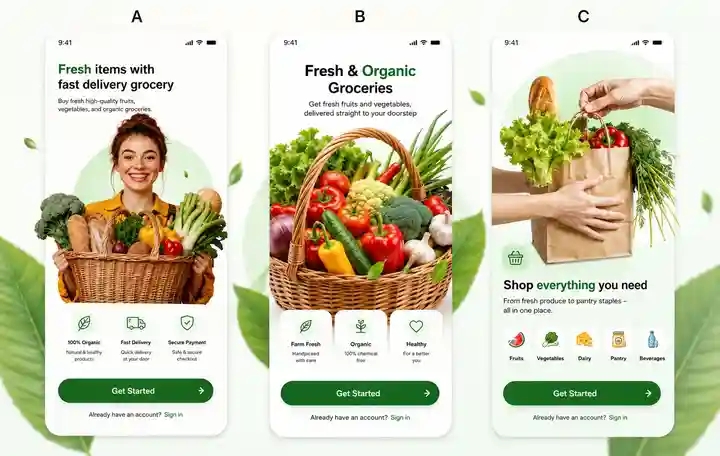 A
B
C
9:41
Fresh items with
fast delivery grocery
Buy fresh high-quality fruits,
vegetables, and organic groceries.
100% Organic
Natural & healthy
products
Fast Delivery
Quick delivery
at your door
Secure Payment
Safe & secure
checkout
Get Started
Already have an account? Sign in
9:41
Fresh & Organic
Groceries
Get fresh fruits and vegetables,
delivered straight to your doorstep
Farm Fresh
Handpicked
with care
Organic
100% chemical
free
Healthy
For a better
you
Get Started
Already have an account? Sign in
9:41
Shop everything you need
From fresh produce to pantry staples –
all in one place.
Fruits
Vegetables
Dairy
Pantry
Beverages
Get Started
Already have an account? Sign in